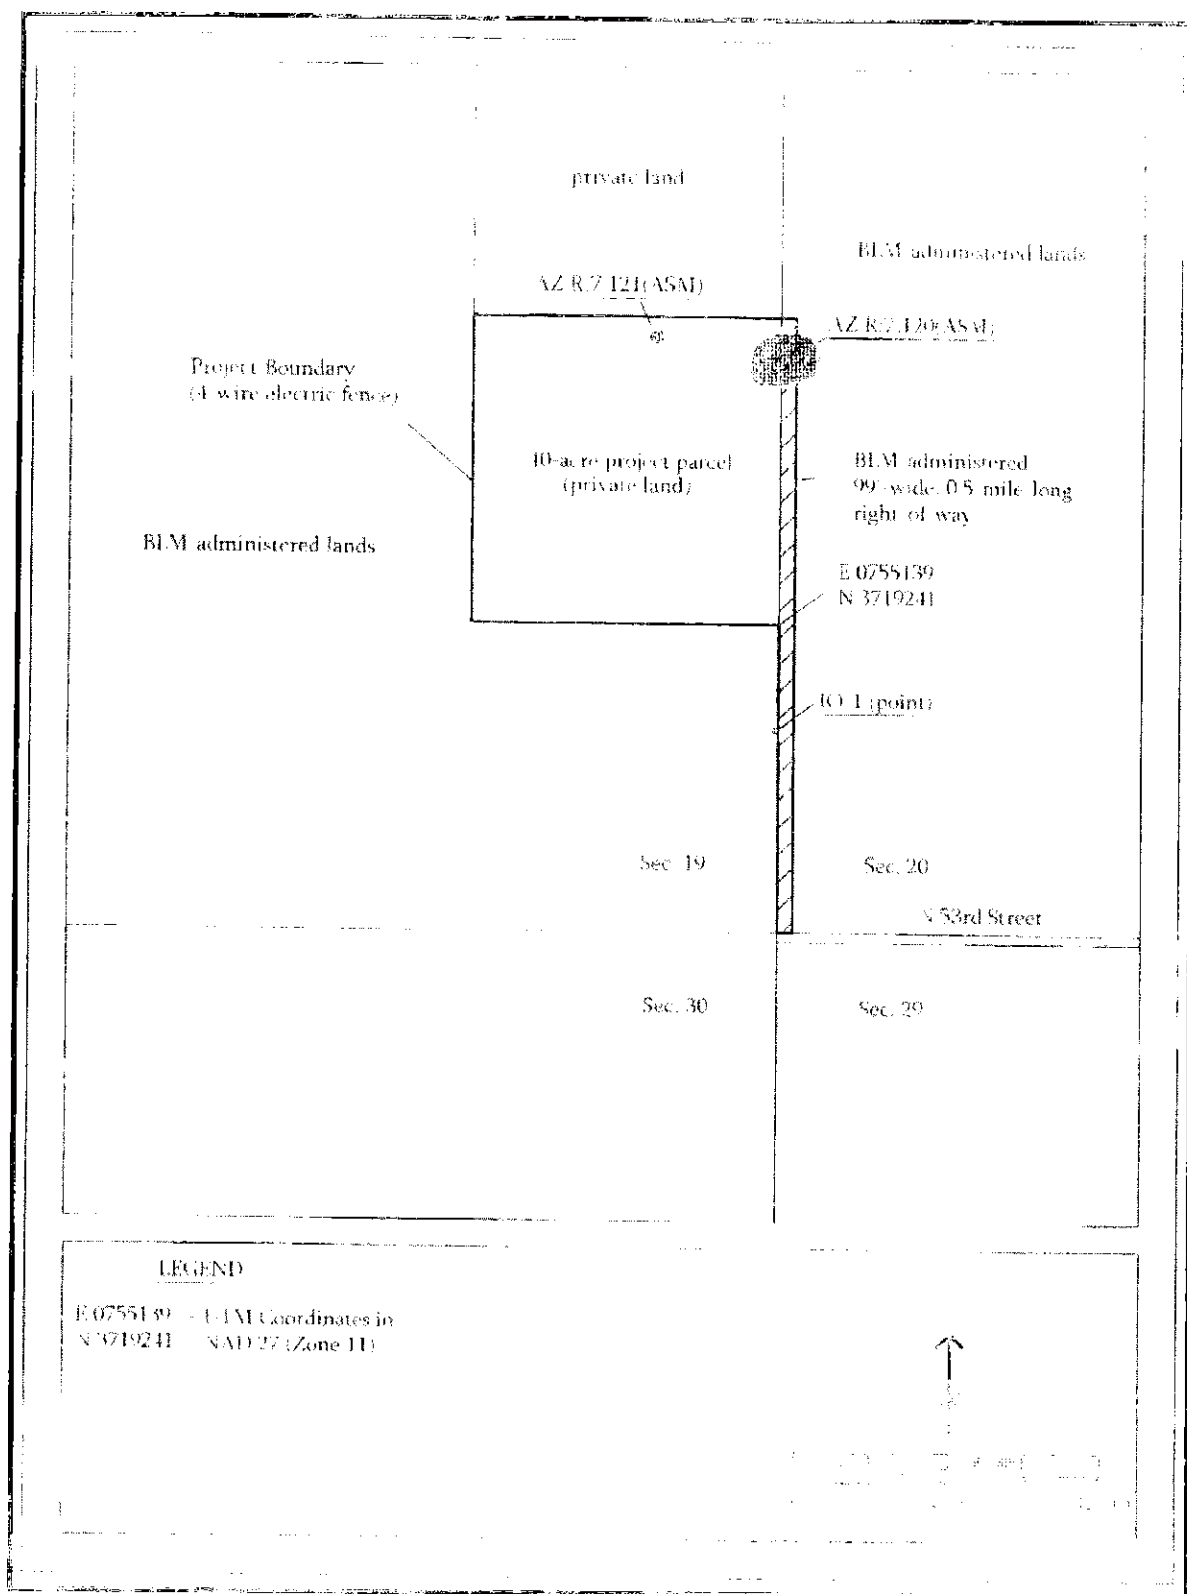 private land
BLM administered lands
AZ R:7:121(ASM)
AZ R:7:120(ASM)
Project Boundary
(4 wire electric fence)
10-acre project parcel
(private land)
BLM administered
99'-wide, 0.5 mile long
right of way
BLM administered lands
E 0755139
N 3719241
IO 1 (point)
Sec. 19
Sec. 20
N 53rd Street
Sec. 30
Sec. 29
LEGEND
E 0755139 - UTM Coordinates in
N 3719241 NAD 27 (Zone 11)